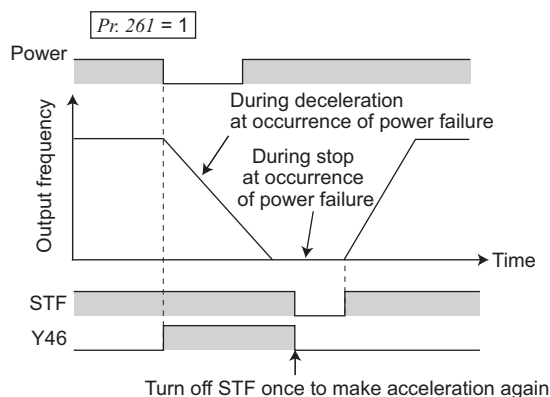 Pr. 261 = 1
Power
During deceleration
at occurrence of power failure
During stop
at occurrence
of power failure
Output frequency
Time
STF
Y46
Turn off STF once to make acceleration again